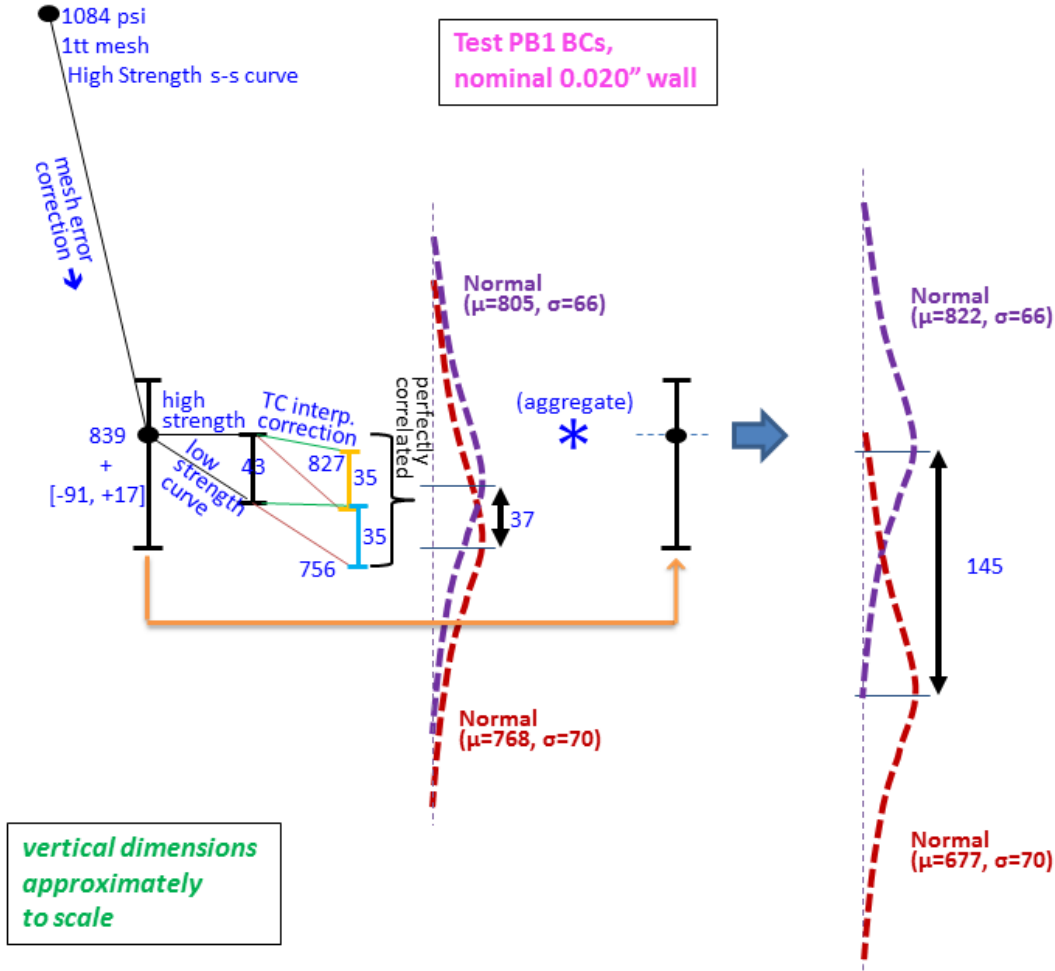 1084 psi
1tt mesh
High Strength s-s curve
Test PB1 BCs,
nominal 0.020” wall
mesh error
correction
839
+
[-91, +17]
high
strength
low
strength
curve
43
TC interp.
correction
827
35
35
756
perfectly
correlated
Normal
(μ=805, σ=66)
37
Normal
(μ=768, σ=70)
(aggregate)
*
Normal
(μ=822, σ=66)
145
Normal
(μ=677, σ=70)
vertical dimensions
approximately
to scale